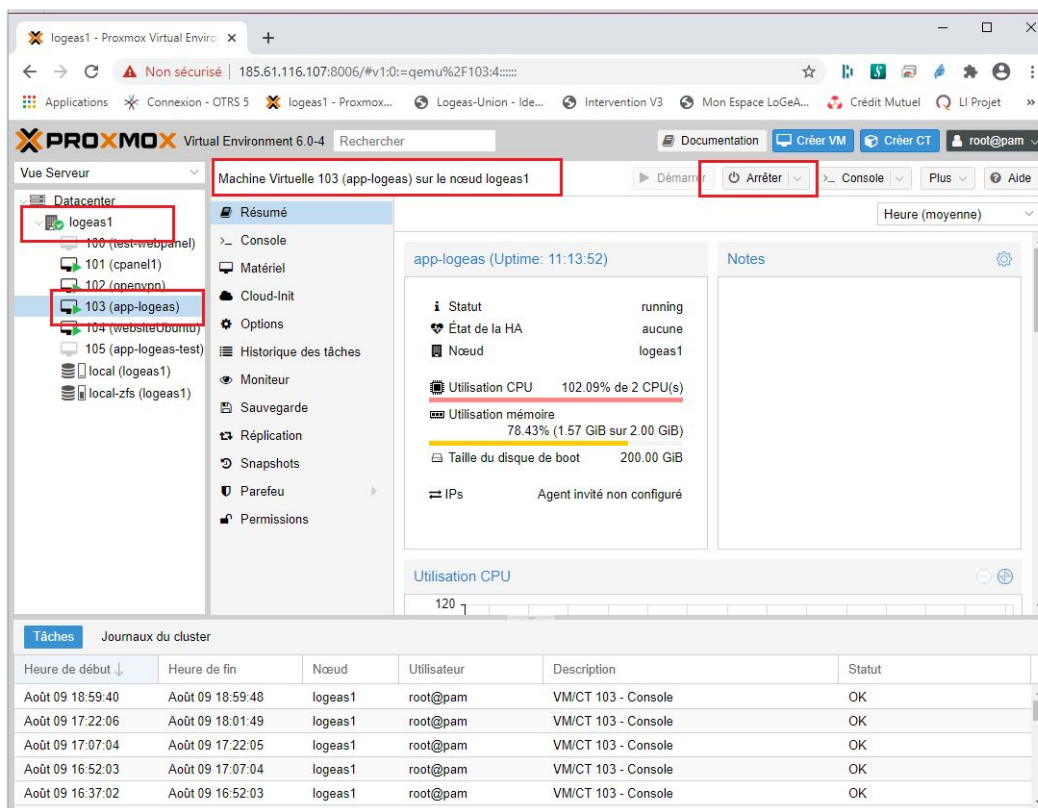 logeas1 - Proxmox Virtual Enviro
Non sécurisé | 185.61.116.107:8006/#v1:0:=qemu%2F103:4::::::
Applications Connexion - OTRS 5 logeas1 - Proxmox... Logeas-Union - Ide... Intervention V3 Mon Espace LoGeA... Crédit Mutuel LI Projet »
PROXMOX Virtual Environment 6.0-4 Rechercher Documentation Créer VM Créer CT root@pam
Vue Serveur
Machine Virtuelle 103 (app-logeas) sur le nœud logeas1 Démarrer Arrêter Console Plus Aide
Datacenter
logeas1
100 (test-webpanel)
101 (cpanel1)
102 (openvpn)
103 (app-logeas)
104 (websiteUbuntu)
105 (app-logeas-test)
local (logeas1)
local-zfs (logeas1)
Résumé
Console
Matériel
Cloud-Init
Options
Historique des tâches
Moniteur
Sauvegarde
Réplication
Snapshots
Parefeu
Permissions
Heure (moyenne)
app-logeas (Uptime: 11:13:52)
Statut running
État de la HA aucune
Nœud logeas1
Utilisation CPU 102.09% de 2 CPU(s)
Utilisation mémoire
78.43% (1.57 GiB sur 2.00 GiB)
Taille du disque de boot 200.00 GiB
IPs Agent invité non configuré
Notes
Utilisation CPU
120
Tâches Journaux du cluster
Heure de début Heure de fin Nœud Utilisateur Description Statut
Août 09 18:59:40 Août 09 18:59:48 logeas1 root@pam VM/CT 103 - Console OK
Août 09 17:22:06 Août 09 18:01:49 logeas1 root@pam VM/CT 103 - Console OK
Août 09 17:07:04 Août 09 17:22:05 logeas1 root@pam VM/CT 103 - Console OK
Août 09 16:52:03 Août 09 17:07:04 logeas1 root@pam VM/CT 103 - Console OK
Août 09 16:37:02 Août 09 16:52:03 logeas1 root@pam VM/CT 103 - Console OK